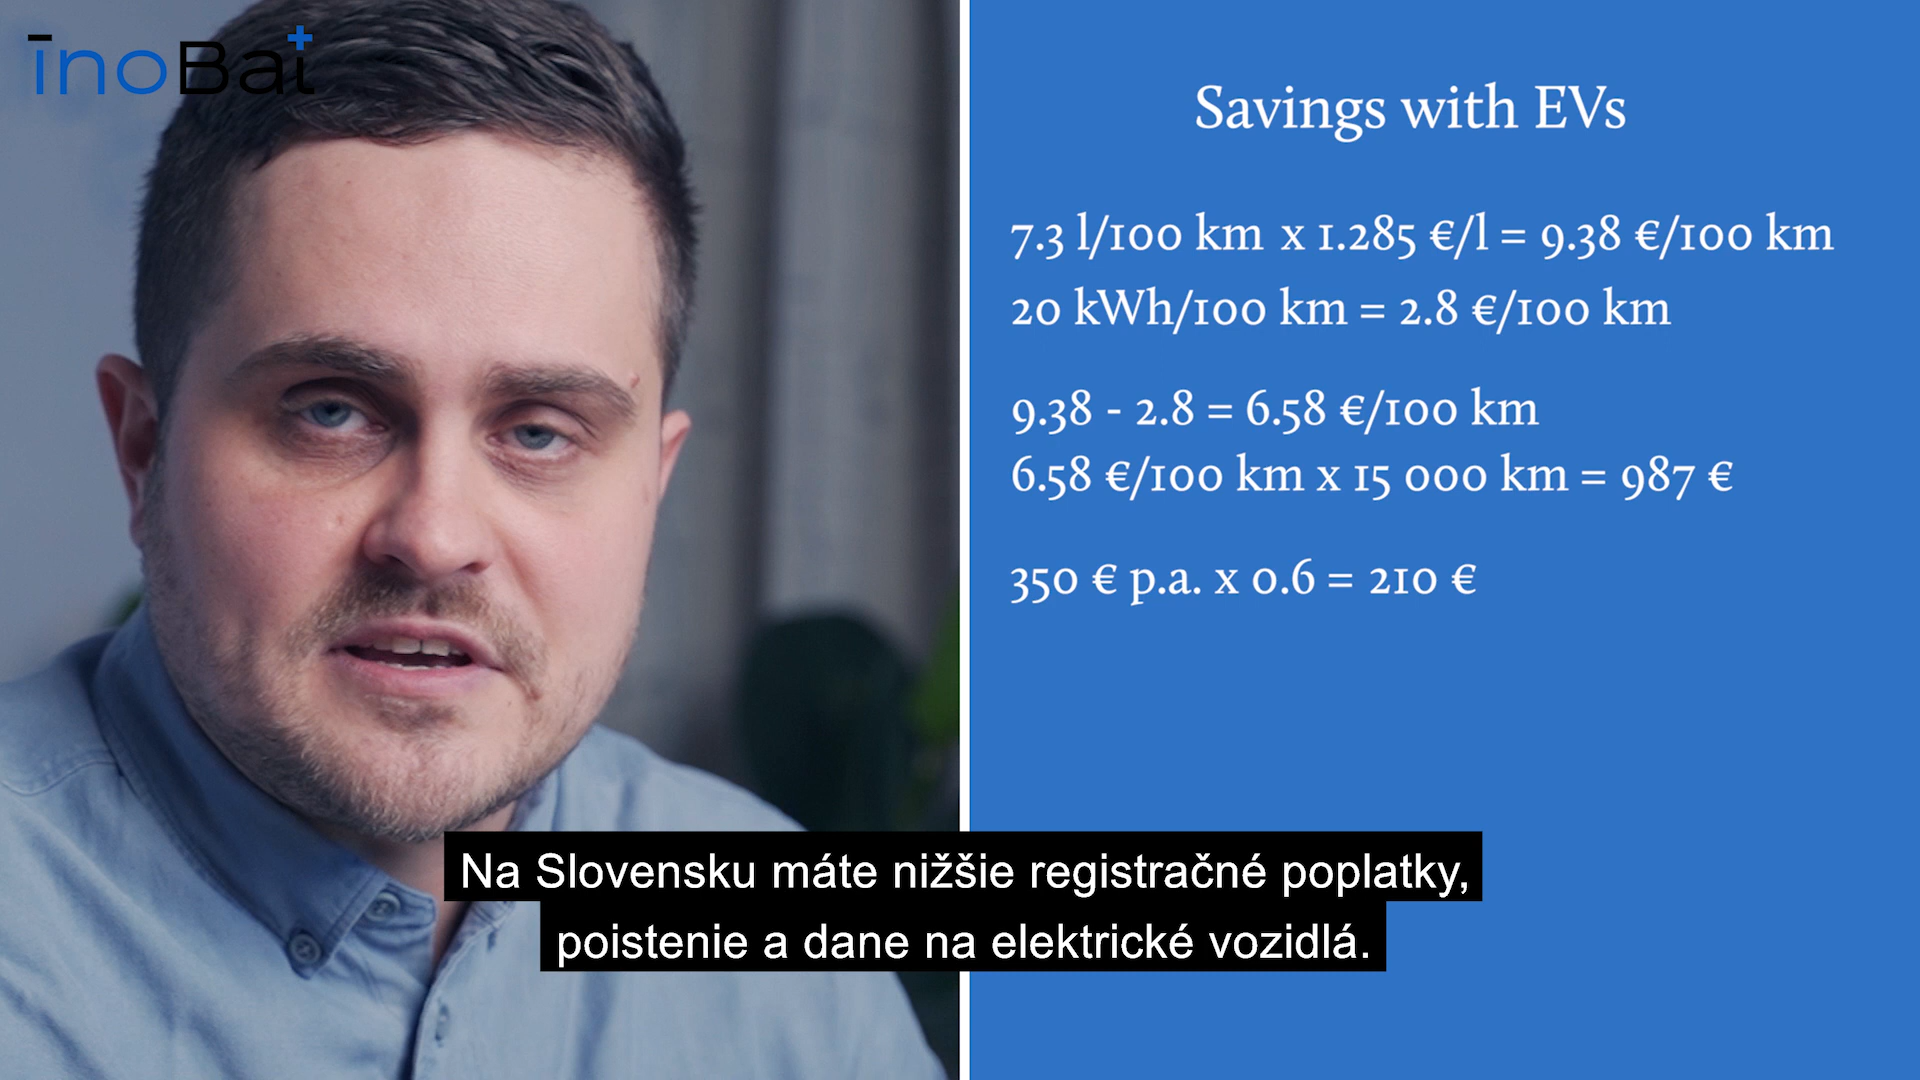 inoBat
Savings with EVs
7.3 l/100 km x 1.285 €/l = 9.38 €/100 km
20 kWh/100 km = 2.8 €/100 km
9.38 - 2.8 = 6.58 €/100 km
6.58 €/100 km x 15 000 km = 987 €
350 € p.a. x 0.6 = 210 €
Na Slovensku máte nižšie registračné poplatky,
poistenie a dane na elektrické vozidlá.